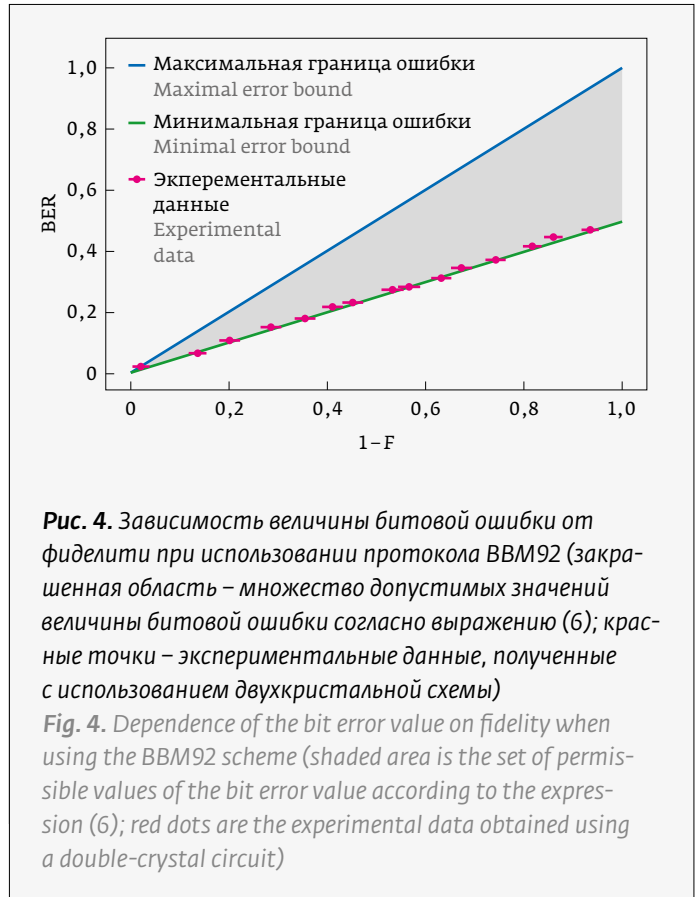 1,0
0,8
0,6
0,4
0,2
0
BER
Максимальная граница ошибки
Maximal error bound
Минимальная граница ошибки
Minimal error bound
Экперементальные
данные
Experimental
data
0 0,2 0,4 0,6 0,8 1,0
1 – F
Рис. 4. Зависимость величины битовой ошибки от
фиделити при использовании протокола BBM92 (закра-
шенная область – множество допустимых значений
величины битовой ошибки согласно выражению (6); крас-
ные точки – экспериментальные данные, полученные
с использованием двухкристальной схемы)
Fig. 4. Dependence of the bit error value on fidelity when
using the BBM92 scheme (shaded area is the set of permis-
sible values of the bit error value according to the expres-
sion (6); red dots are the experimental data obtained using
a double-crystal circuit)